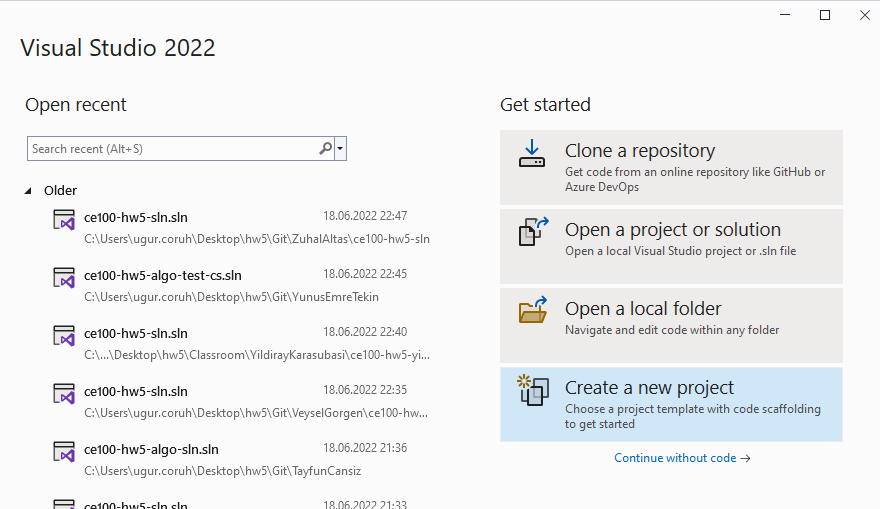 Visual Studio 2022
Open recent
Search recent (Alt+S)
Older
ce100-hw5-sln.sln 18.06.2022 22:47
C:\Users\ugur.coruh\Desktop\hw5\Git\ZuhalAltas\ce100-hw5-sln
ce100-hw5-algo-test-cs.sln 18.06.2022 22:45
C:\Users\ugur.coruh\Desktop\hw5\Git\YunusEmreTekin
ce100-hw5-sln.sln 18.06.2022 22:40
C:\...\Desktop\hw5\Classroom\YildirayKarasubasi\ce100-hw5-yi...
ce100-hw5-sln.sln 18.06.2022 22:35
C:\Users\ugur.coruh\Desktop\hw5\Git\VeyselGorgen\ce100-hw...
ce100-hw5-algo-sln.sln 18.06.2022 21:36
C:\Users\ugur.coruh\Desktop\hw5\Git\TayfunCansiz
ce100-hw5-sln.sln 18.06.2022 21:33
Get started
Clone a repository
Get code from an online repository like GitHub or
Azure DevOps
Open a project or solution
Open a local Visual Studio project or .sln file
Open a local folder
Navigate and edit code within any folder
Create a new project
Choose a project template with code scaffolding
to get started
Continue without code →